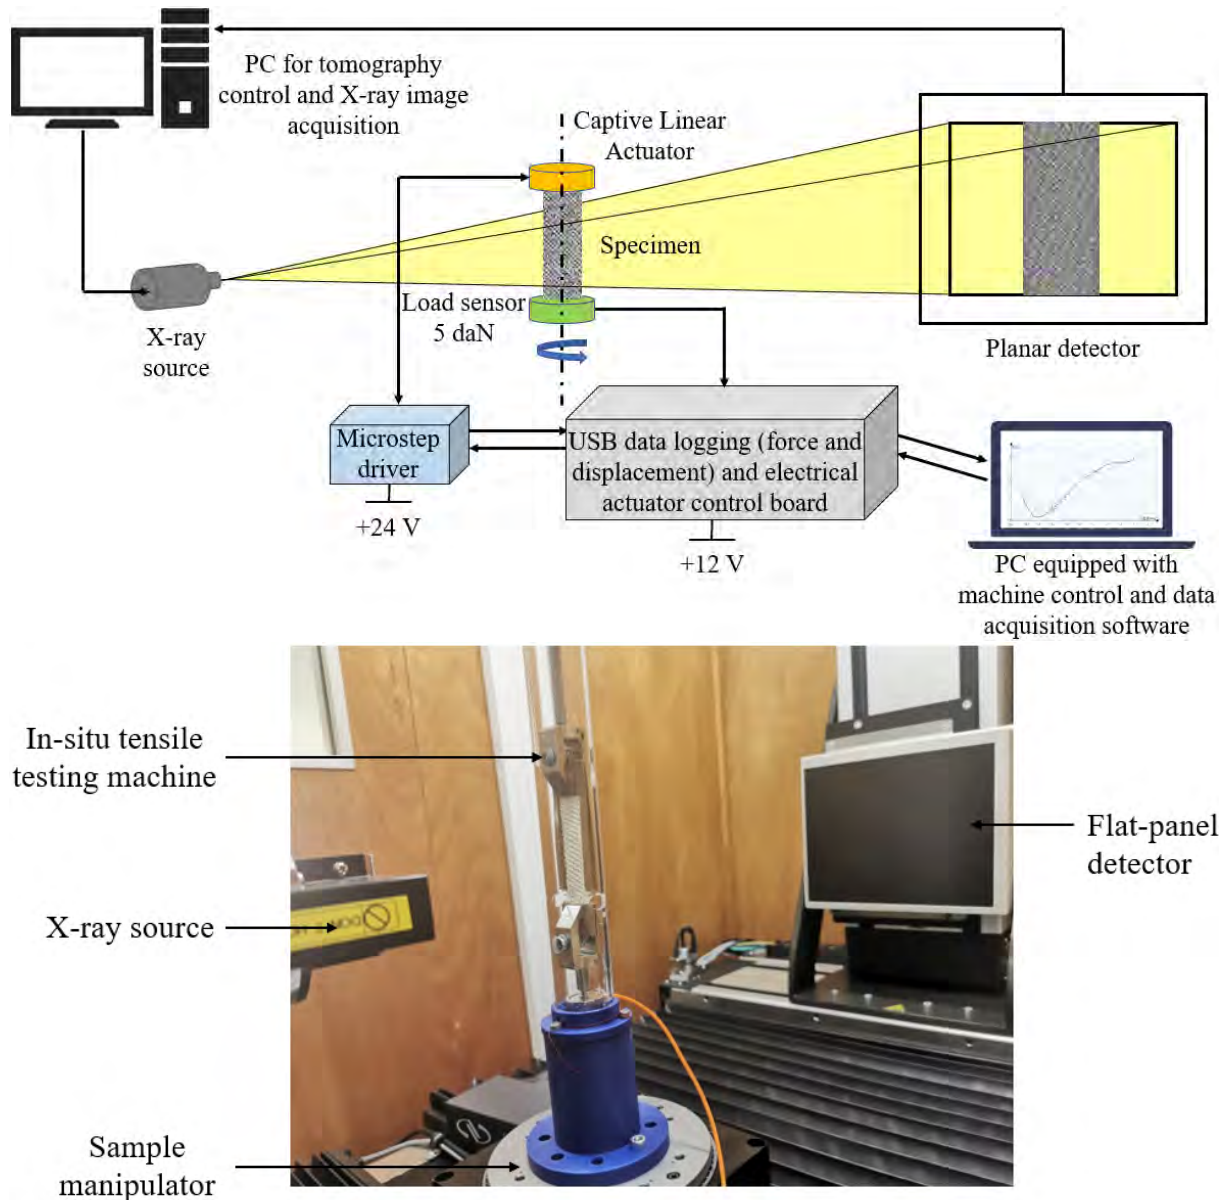 PC for tomography
control and X-ray image
acquisition
Captive Linear
Actuator
Specimen
Load sensor
5 daN
X-ray
source
Planar detector
Microstep
driver
+24 V
USB data logging (force and
displacement) and electrical
actuator control board
+12 V
PC equipped with
machine control and data
acquisition software
In-situ tensile
testing machine
Flat-panel
detector
X-ray source
Sample
manipulator